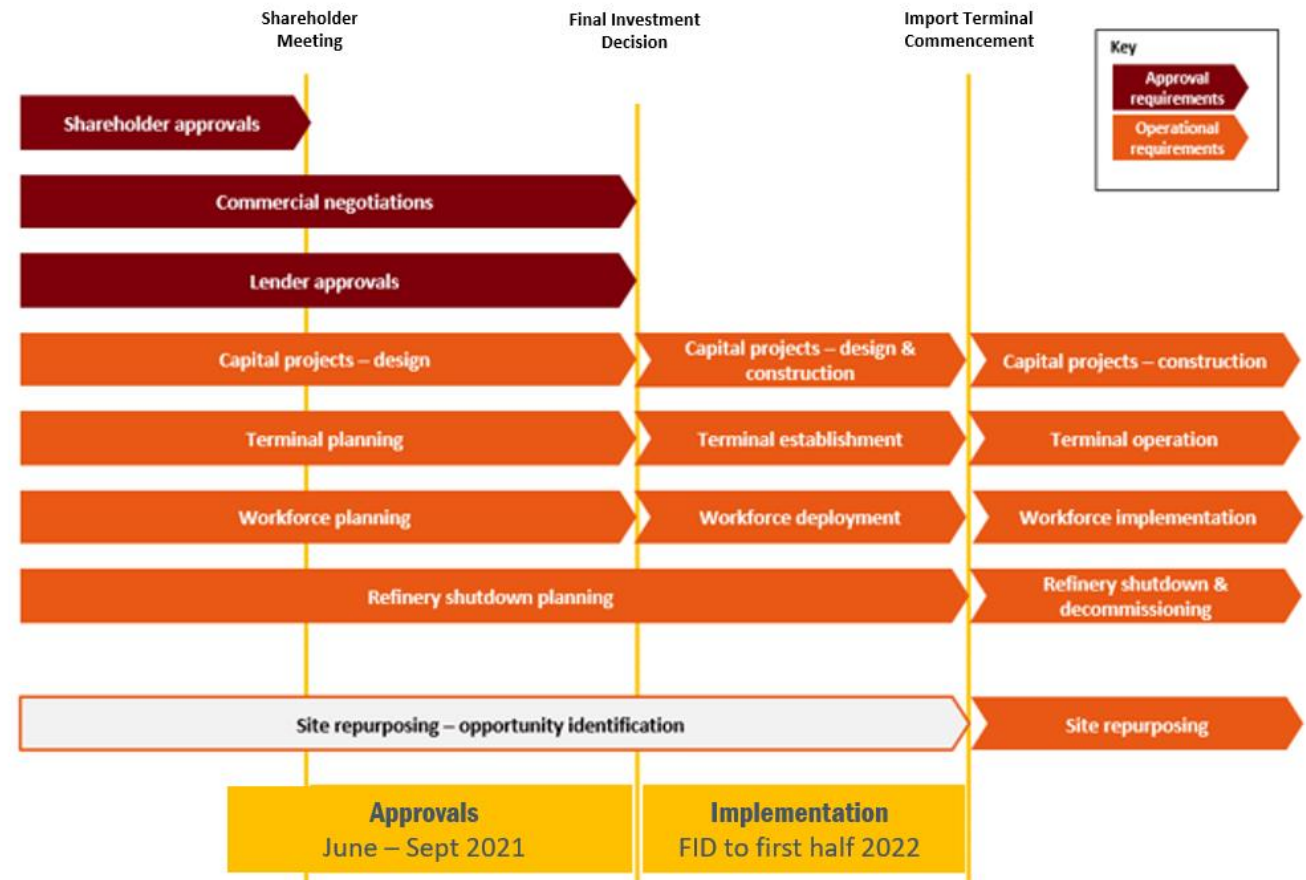 Shareholder
Meeting
Final Investment
Decision
Import Terminal
Commencement
Key
Approval
requirements
Operational
requirements
Shareholder approvals
Commercial negotiations
Lender approvals
Capital projects – design
Capital projects – design &
construction
Capital projects – construction
Terminal planning
Terminal establishment
Terminal operation
Workforce planning
Workforce deployment
Workforce implementation
Refinery shutdown planning
Refinery shutdown &
decommissioning
Site repurposing – opportunity identification
Site repurposing
Approvals
June – Sept 2021
Implementation
FID to first half 2022